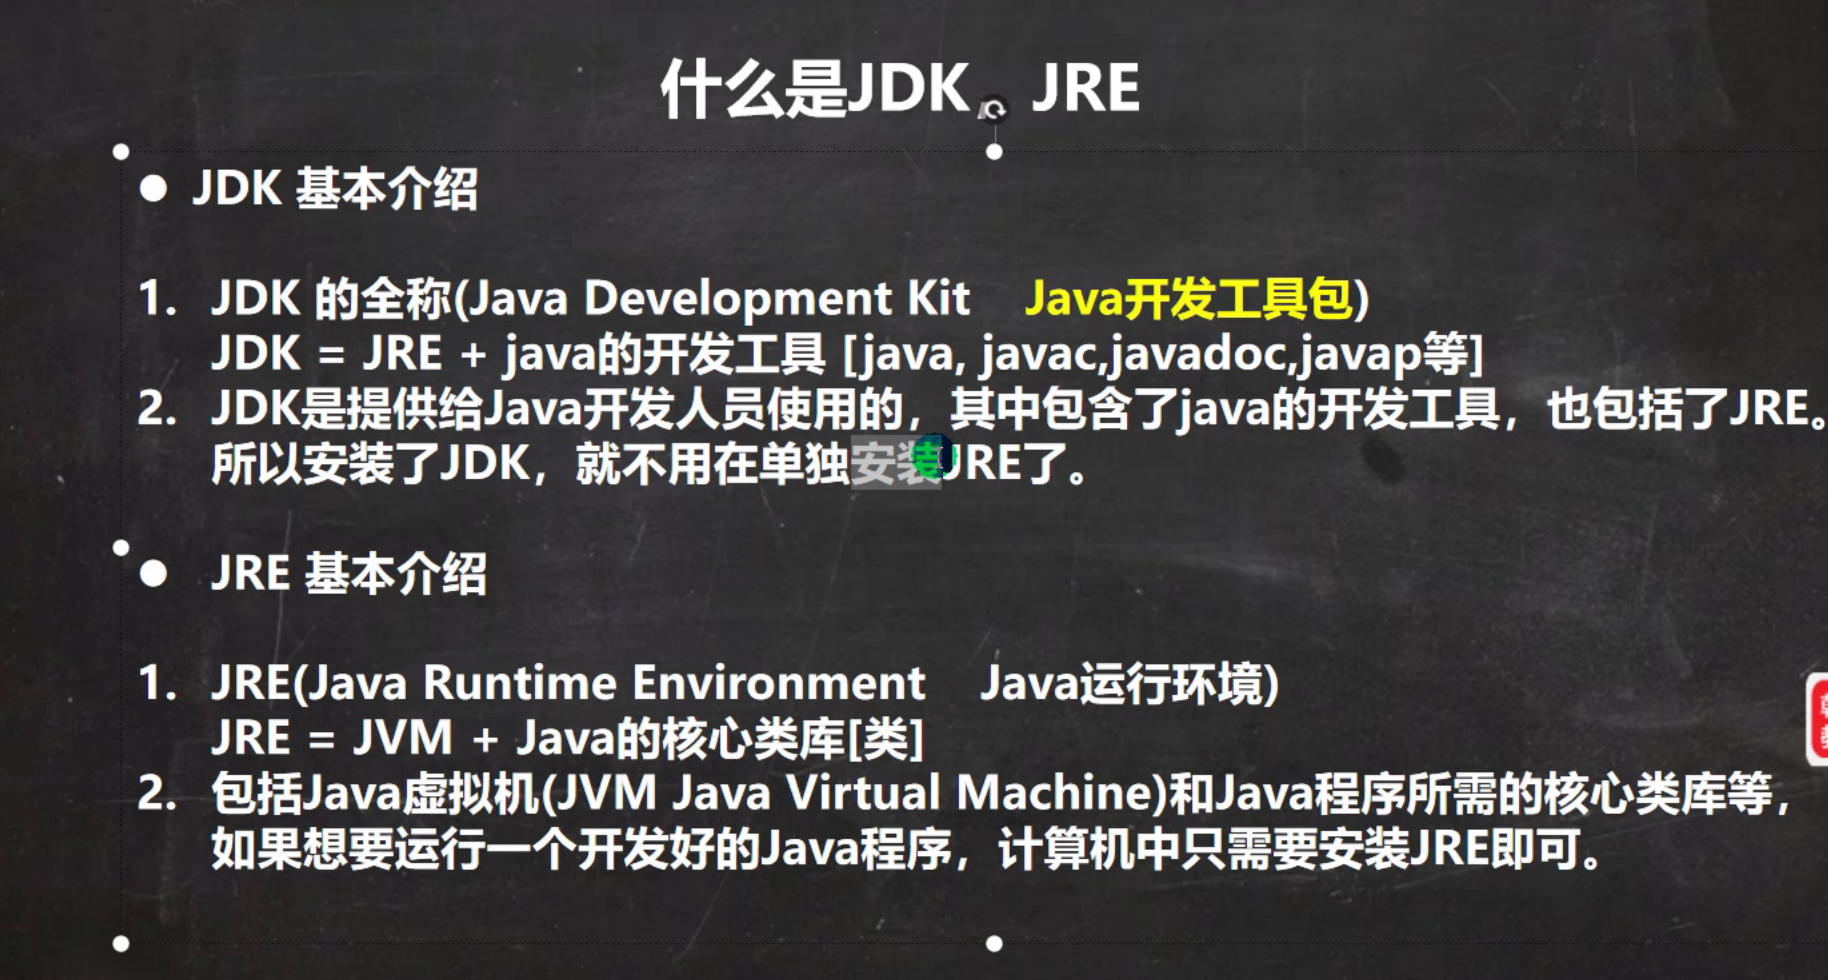 什么是JDK、JRE
● JDK 基本介绍
1. JDK 的全称(Java Development Kit Java开发工具包)
JDK = JRE + java的开发工具 [java, javac,javadoc,javap等]
2. JDK是提供给Java开发人员使用的，其中包含了java的开发工具，也包括了JRE。
所以安装了JDK，就不用在单独安装JRE了。
● JRE 基本介绍
1. JRE(Java Runtime Environment Java运行环境)
JRE = JVM + Java的核心类库[类]
2. 包括Java虚拟机(JVM Java Virtual Machine)和Java程序所需的核心类库等，
如果想要运行一个开发好的Java程序，计算机中只需要安装JRE即可。